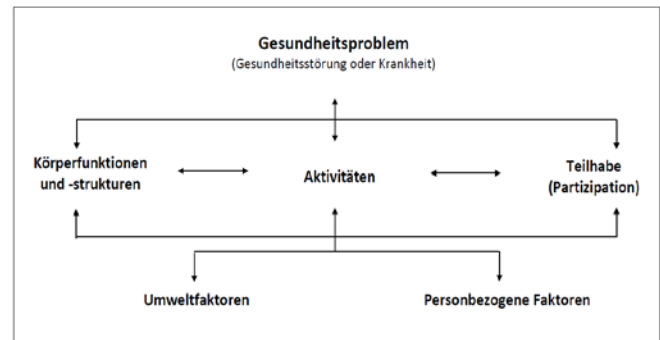 Gesundheitsproblem
(Gesundheitsstörung oder Krankheit)
Körperfunktionen
und -strukturen
Aktivitäten
Teilhabe
(Partizipation)
Umweltfaktoren
Personbezogene Faktoren